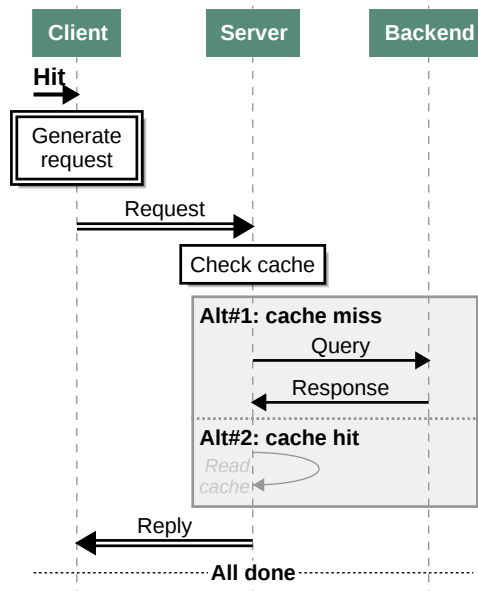 Client Server Backend
Hit
Generate
request
Request
Check cache
Alt#1: cache miss
Query
Response
Alt#2: cache hit
Read
cache
Reply
All done